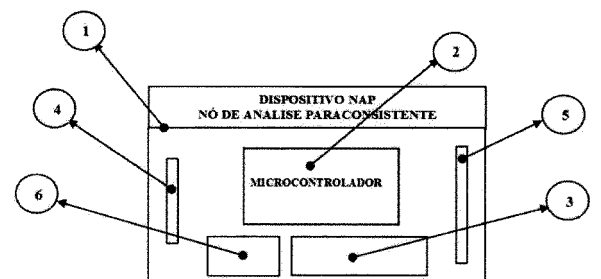 1
2
DISPOSITIVO NAP
NÓ DE ANALISE PARACONSISTENTE
4
5
MICROCONTROLADOR
6
3